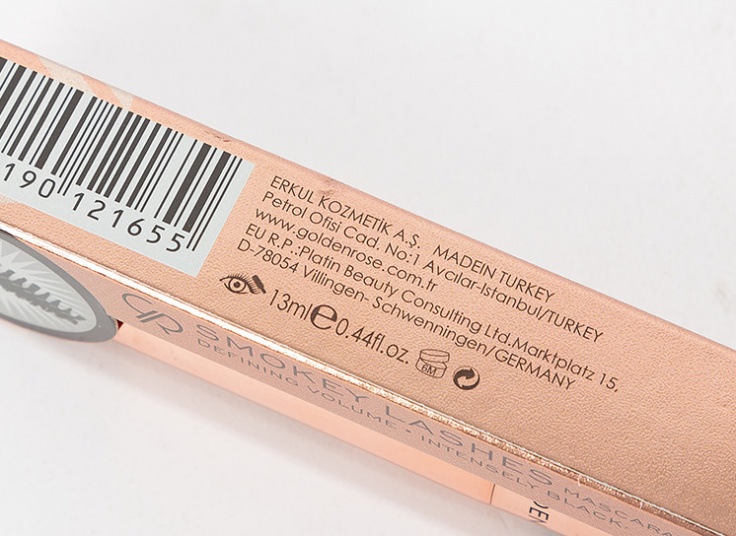 190 121655
ERKUL KOZMETİK A.Ş. MADEIN TURKEY
Petrol Ofisi Cad. No:1 Avcılar-Istanbul/TURKEY
www.goldenrose.com.tr
EU R.P.:Platin Beauty Consulting Ltd.Marktplatz 15,
D-78054 Villingen- Schwenningen/GERMANY
13ml e 0.44fl.oz. 6M
GR SMOKEY LASHES MASCARA
DEFINING VOLUME • INTENSELY BLACK